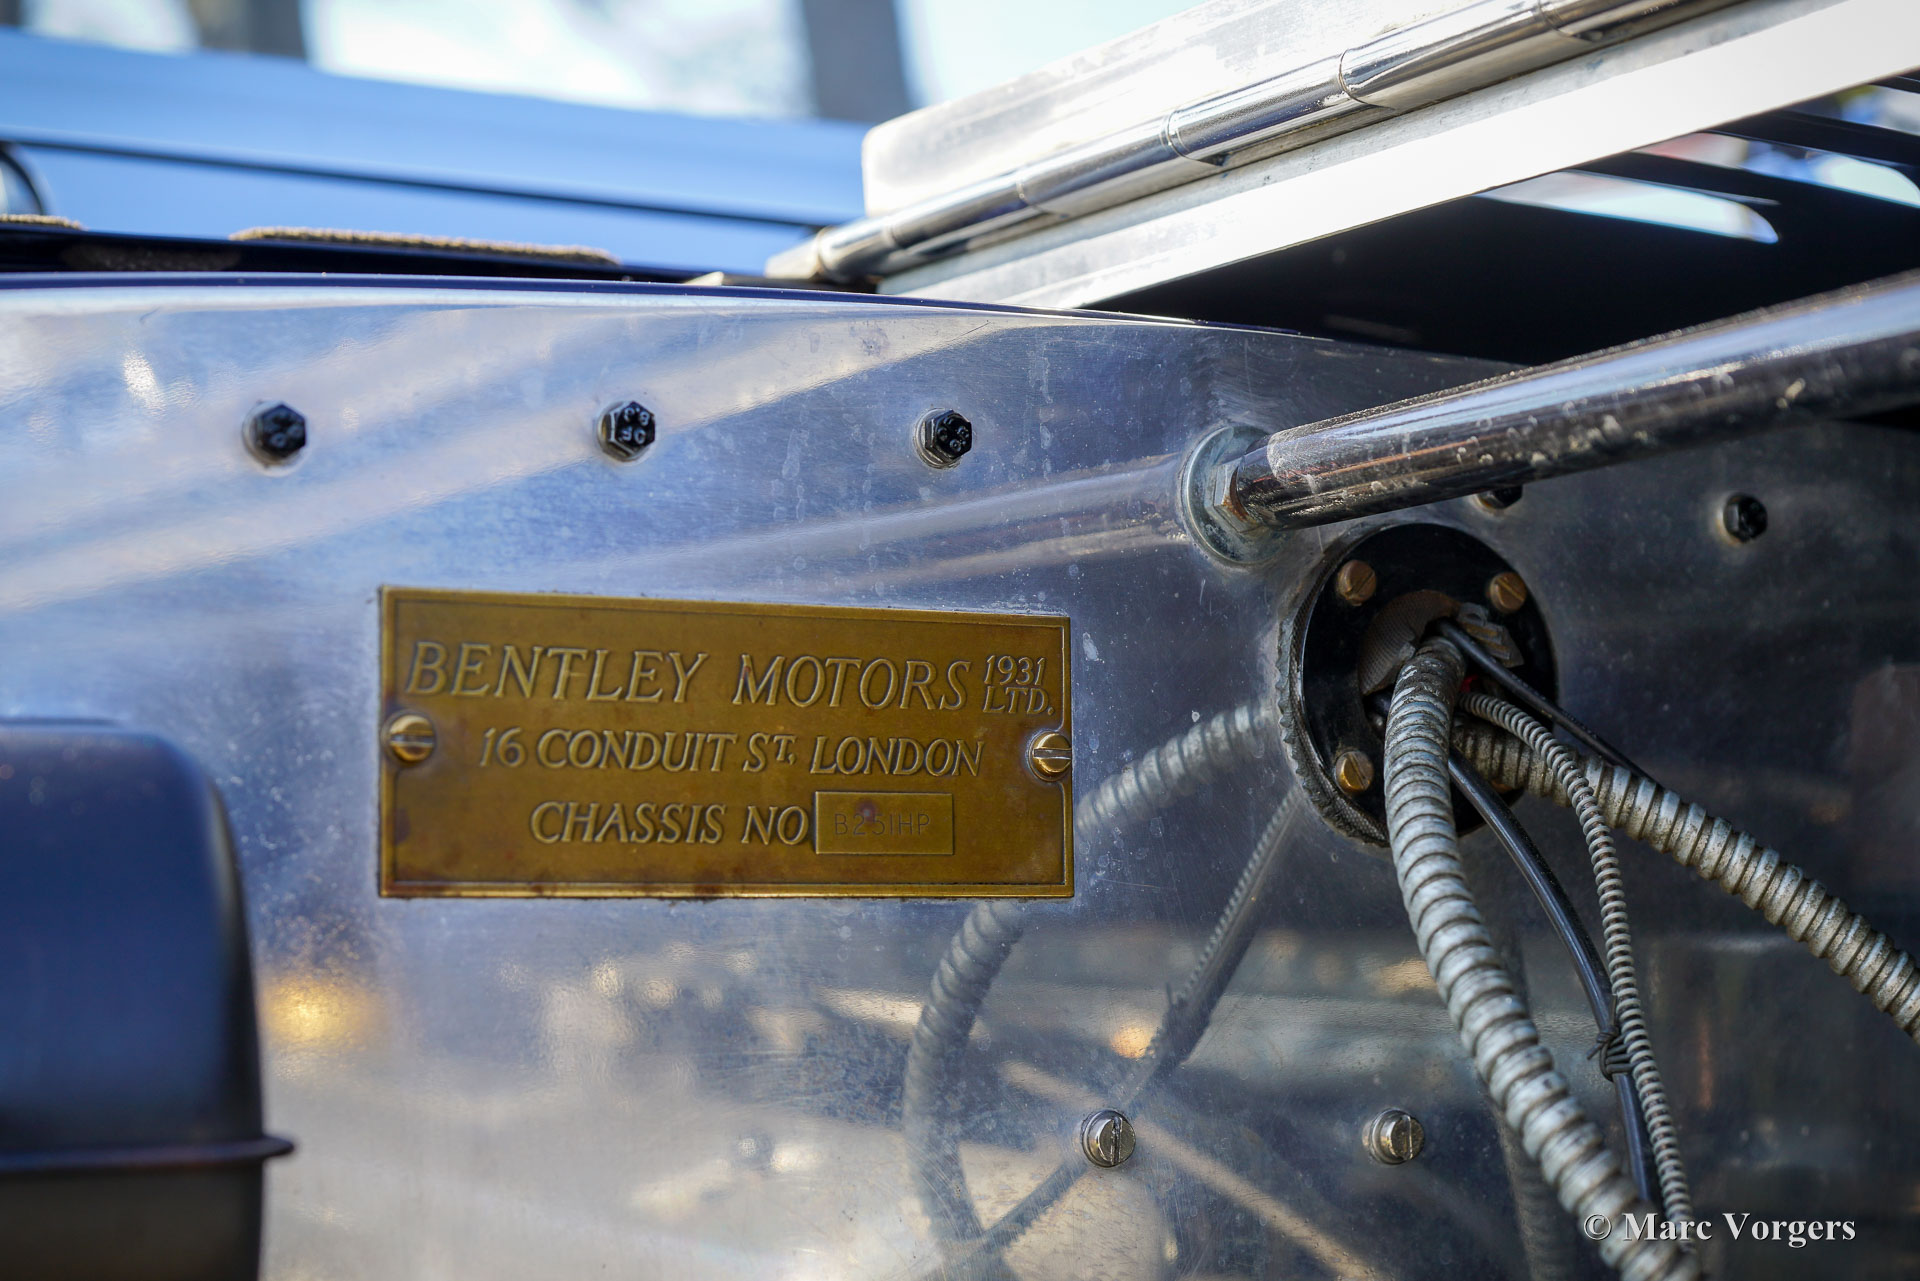 BENTLEY MOTORS 1931 LTD.
16 CONDUIT ST, LONDON
CHASSIS NO B251HP
© Marc Vorgers